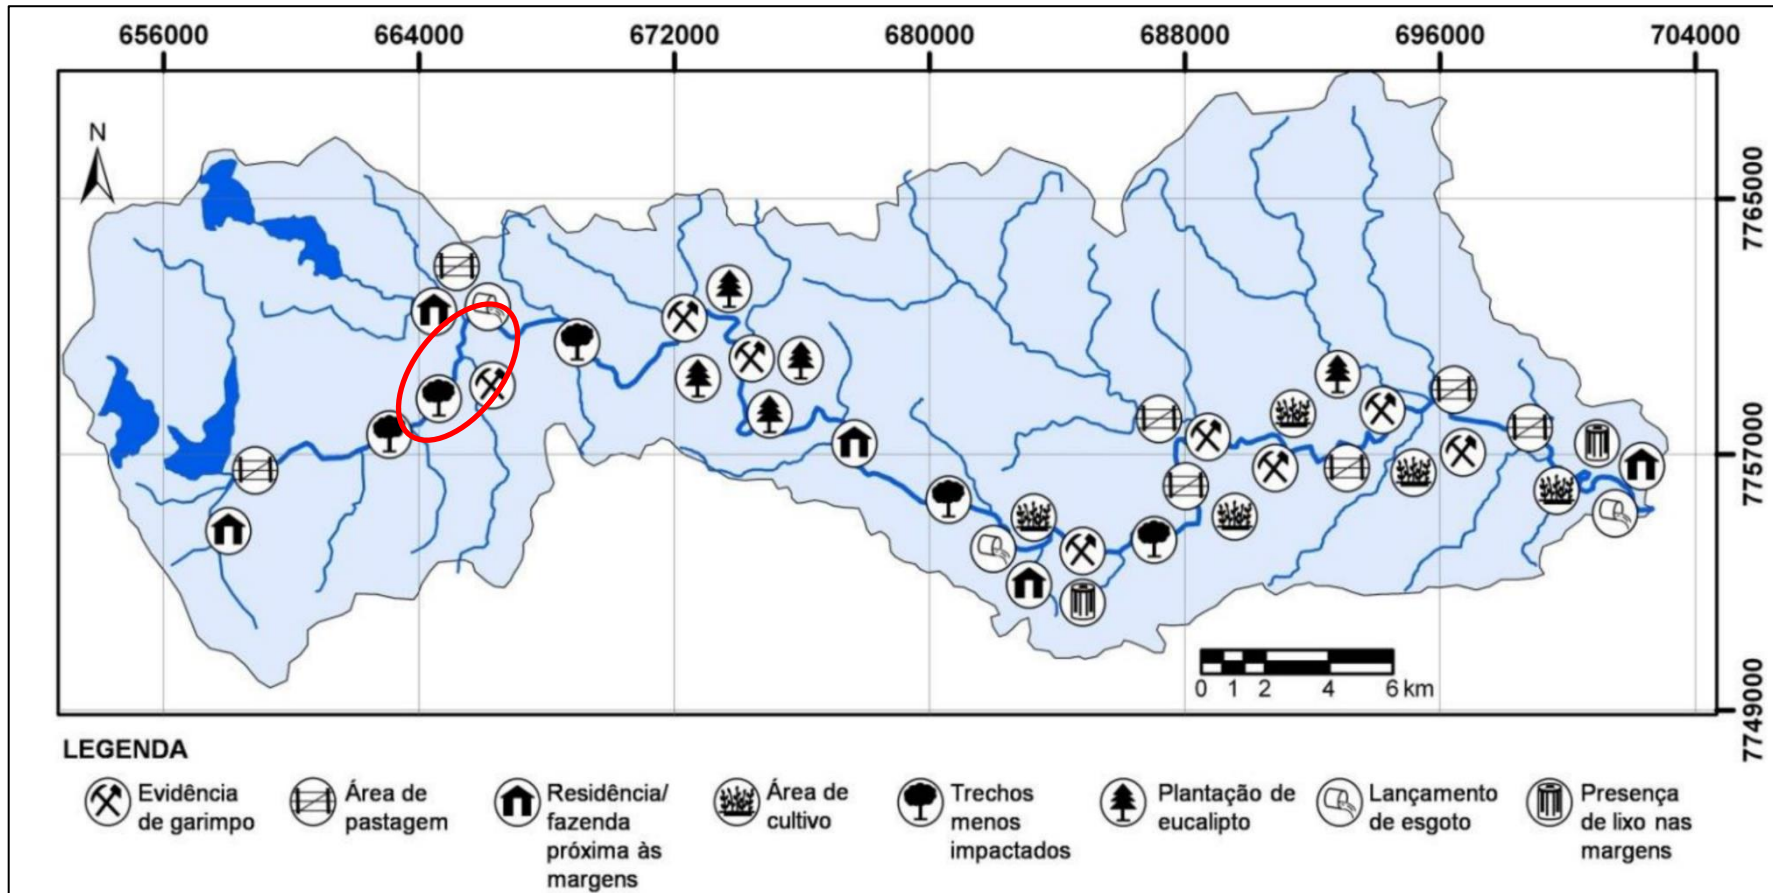 656000 664000 672000 680000 688000 696000 704000
N
7765000
7757000
7749000
0 1 2 4 6 km
LEGENDA
Evidência
de garimpo
Área de
pastagem
Residência/
fazenda
próxima às
margens
Área de
cultivo
Trechos
menos
impactados
Plantação de
eucalipto
Lançamento
de esgoto
Presença
de lixo nas
margens